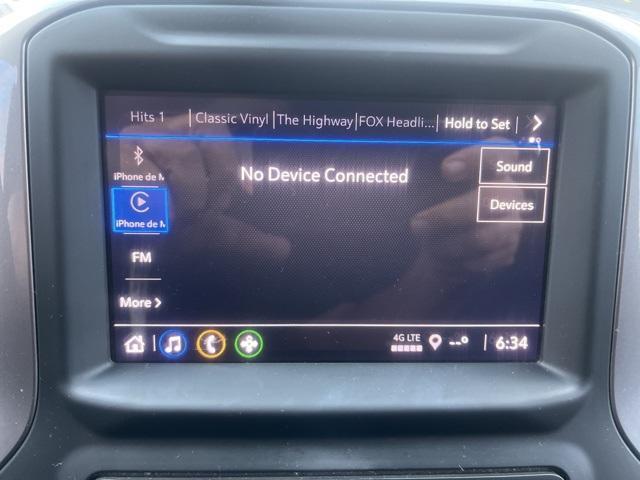 Hits 1 Classic Vinyl The Highway FOX Headli... Hold to Set
iPhone de M
No Device Connected
Sound
iPhone de M
Devices
FM
More
4G LTE
--° 6:34